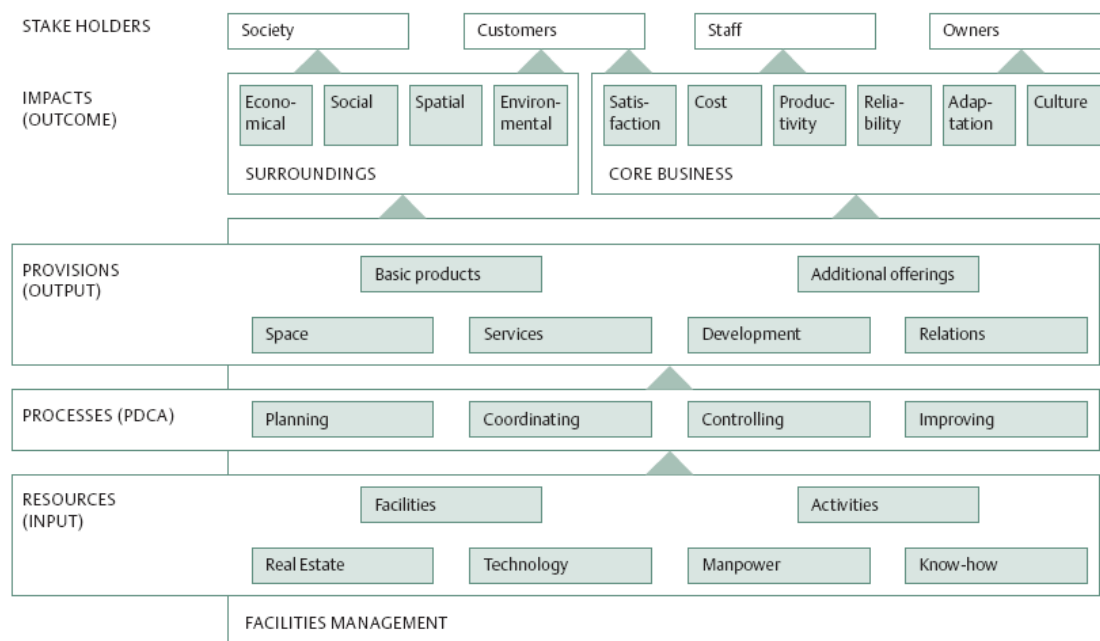 STAKE HOLDERS
Society
Customers
Staff
Owners
IMPACTS
(OUTCOME)
Econo-
mical
Social
Spatial
Environ-
mental
Satis-
faction
Cost
Produc-
tivity
Relia-
bility
Adap-
tation
Culture
SURROUNDINGS
CORE BUSINESS
PROVISIONS
(OUTPUT)
Basic products
Additional offerings
Space
Services
Development
Relations
PROCESSES (PDCA)
Planning
Coordinating
Controlling
Improving
RESOURCES
(INPUT)
Facilities
Activities
Real Estate
Technology
Manpower
Know-how
FACILITIES MANAGEMENT